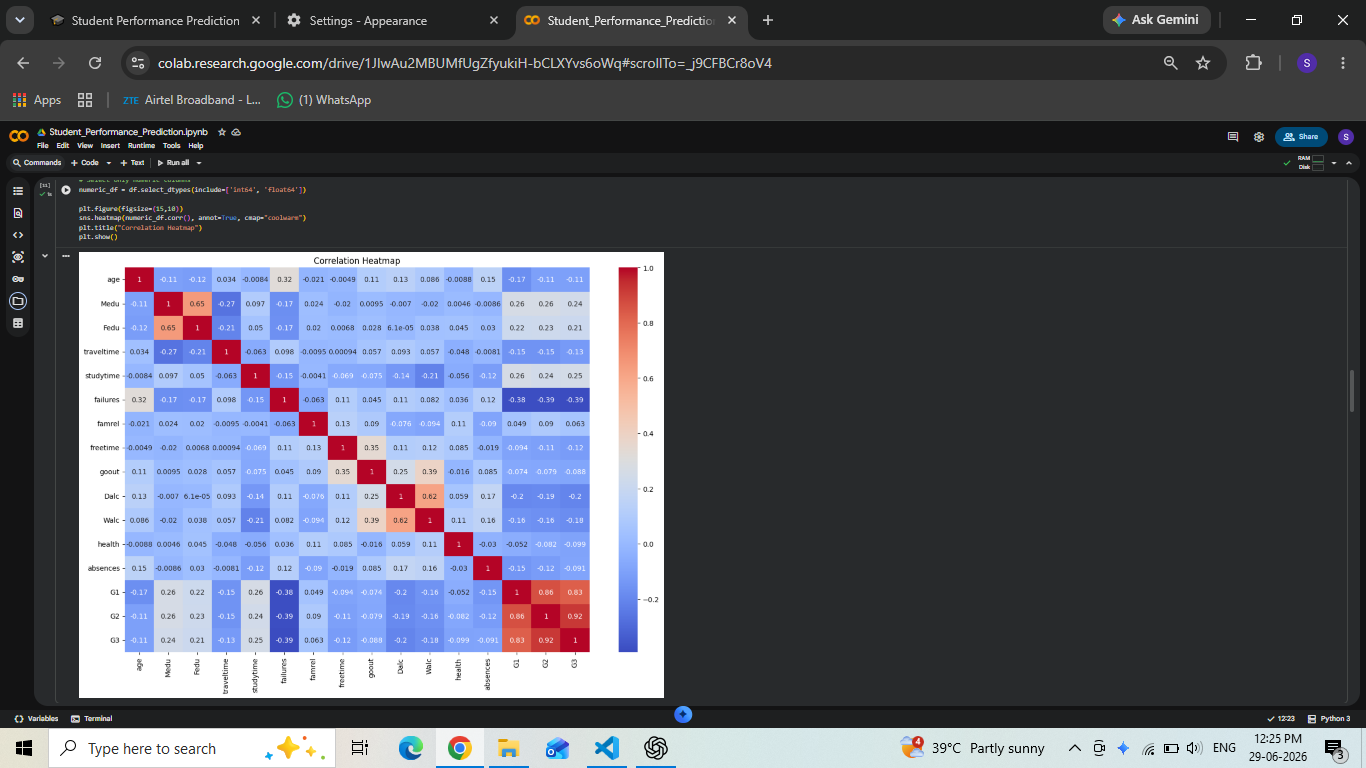 Student Performance Prediction
Settings - Appearance
Student_Performance_Prediction
Ask Gemini
colab.research.google.com/drive/1JlwAu2MBUMfUgZfyukiH-bCLXYvs6oWq#scrollTo=_j9CFBCr8oV4
S
Apps
ZTE Airtel Broadband - L...
(1) WhatsApp
CO Student_Performance_Prediction.ipynb
File Edit View Insert Runtime Tools Help
Share
S
Commands + Code + Text Run all
RAM
Disk
[11]
1s
# Select only numeric columns
numeric_df = df.select_dtypes(include=['int64', 'float64'])
plt.figure(figsize=(15,10))
sns.heatmap(numeric_df.corr(), annot=True, cmap="coolwarm")
plt.title("Correlation Heatmap")
plt.show()
Correlation Heatmap
age 1 -0.11 -0.12 0.034 -0.0084 0.32 -0.021 -0.0049 0.11 0.13 0.086 -0.0088 0.15 -0.17 -0.11 -0.11
Medu -0.11 1 0.65 -0.27 0.097 -0.17 0.024 -0.02 0.0095 -0.007 -0.02 0.0046 -0.0086 0.26 0.26 0.24
Fedu -0.12 0.65 1 -0.21 0.05 -0.17 0.02 0.0068 0.028 6.1e-05 0.038 0.045 0.03 0.22 0.23 0.21
traveltime 0.034 -0.27 -0.21 1 -0.063 0.098 -0.0095 0.00094 0.057 0.093 0.057 -0.048 -0.0081 -0.15 -0.15 -0.13
studytime -0.0084 0.097 0.05 -0.063 1 -0.15 -0.0041 -0.069 -0.075 -0.14 -0.21 -0.056 -0.12 0.26 0.24 0.25
failures 0.32 -0.17 -0.17 0.098 -0.15 1 -0.063 0.11 0.045 0.11 0.082 0.036 0.12 -0.38 -0.39 -0.39
famrel -0.021 0.024 0.02 -0.0095 -0.0041 -0.063 1 0.13 0.09 -0.076 -0.094 0.11 -0.09 0.049 0.09 0.063
freetime -0.0049 -0.02 0.0068 0.00094 -0.069 0.11 0.13 1 0.35 0.11 0.12 0.085 -0.019 -0.094 -0.11 -0.12
goout 0.11 0.0095 0.028 0.057 -0.075 0.045 0.09 0.35 1 0.25 0.39 -0.016 0.085 -0.074 -0.079 -0.088
Dalc 0.13 -0.007 6.1e-05 0.093 -0.14 0.11 -0.076 0.11 0.25 1 0.62 0.059 0.17 -0.2 -0.19 -0.2
Walc 0.086 -0.02 0.038 0.057 -0.21 0.082 -0.094 0.12 0.39 0.62 1 0.11 0.16 -0.16 -0.16 -0.18
health -0.0088 0.0046 0.045 -0.048 -0.056 0.036 0.11 0.085 -0.016 0.059 0.11 1 -0.03 -0.052 -0.082 -0.099
absences 0.15 -0.0086 0.03 -0.0081 -0.12 0.12 -0.09 -0.019 0.085 0.17 0.16 -0.03 1 -0.15 -0.12 -0.091
G1 -0.17 0.26 0.22 -0.15 0.26 -0.38 0.049 -0.094 -0.074 -0.2 -0.16 -0.052 -0.15 1 0.86 0.83
G2 -0.11 0.26 0.23 -0.15 0.24 -0.39 0.09 -0.11 -0.079 -0.19 -0.16 -0.082 -0.12 0.86 1 0.92
G3 -0.11 0.24 0.21 -0.13 0.25 -0.39 0.063 -0.12 -0.088 -0.2 -0.18 -0.099 -0.091 0.83 0.92 1
age Medu Fedu traveltime studytime failures famrel freetime goout Dalc Walc health absences G1 G2 G3
1.0
0.8
0.6
0.4
0.2
0.0
−0.2
Variables
Terminal
12:23
Python 3
Type here to search
4
39°C Partly sunny
ENG
12:25 PM
29-06-2026
3